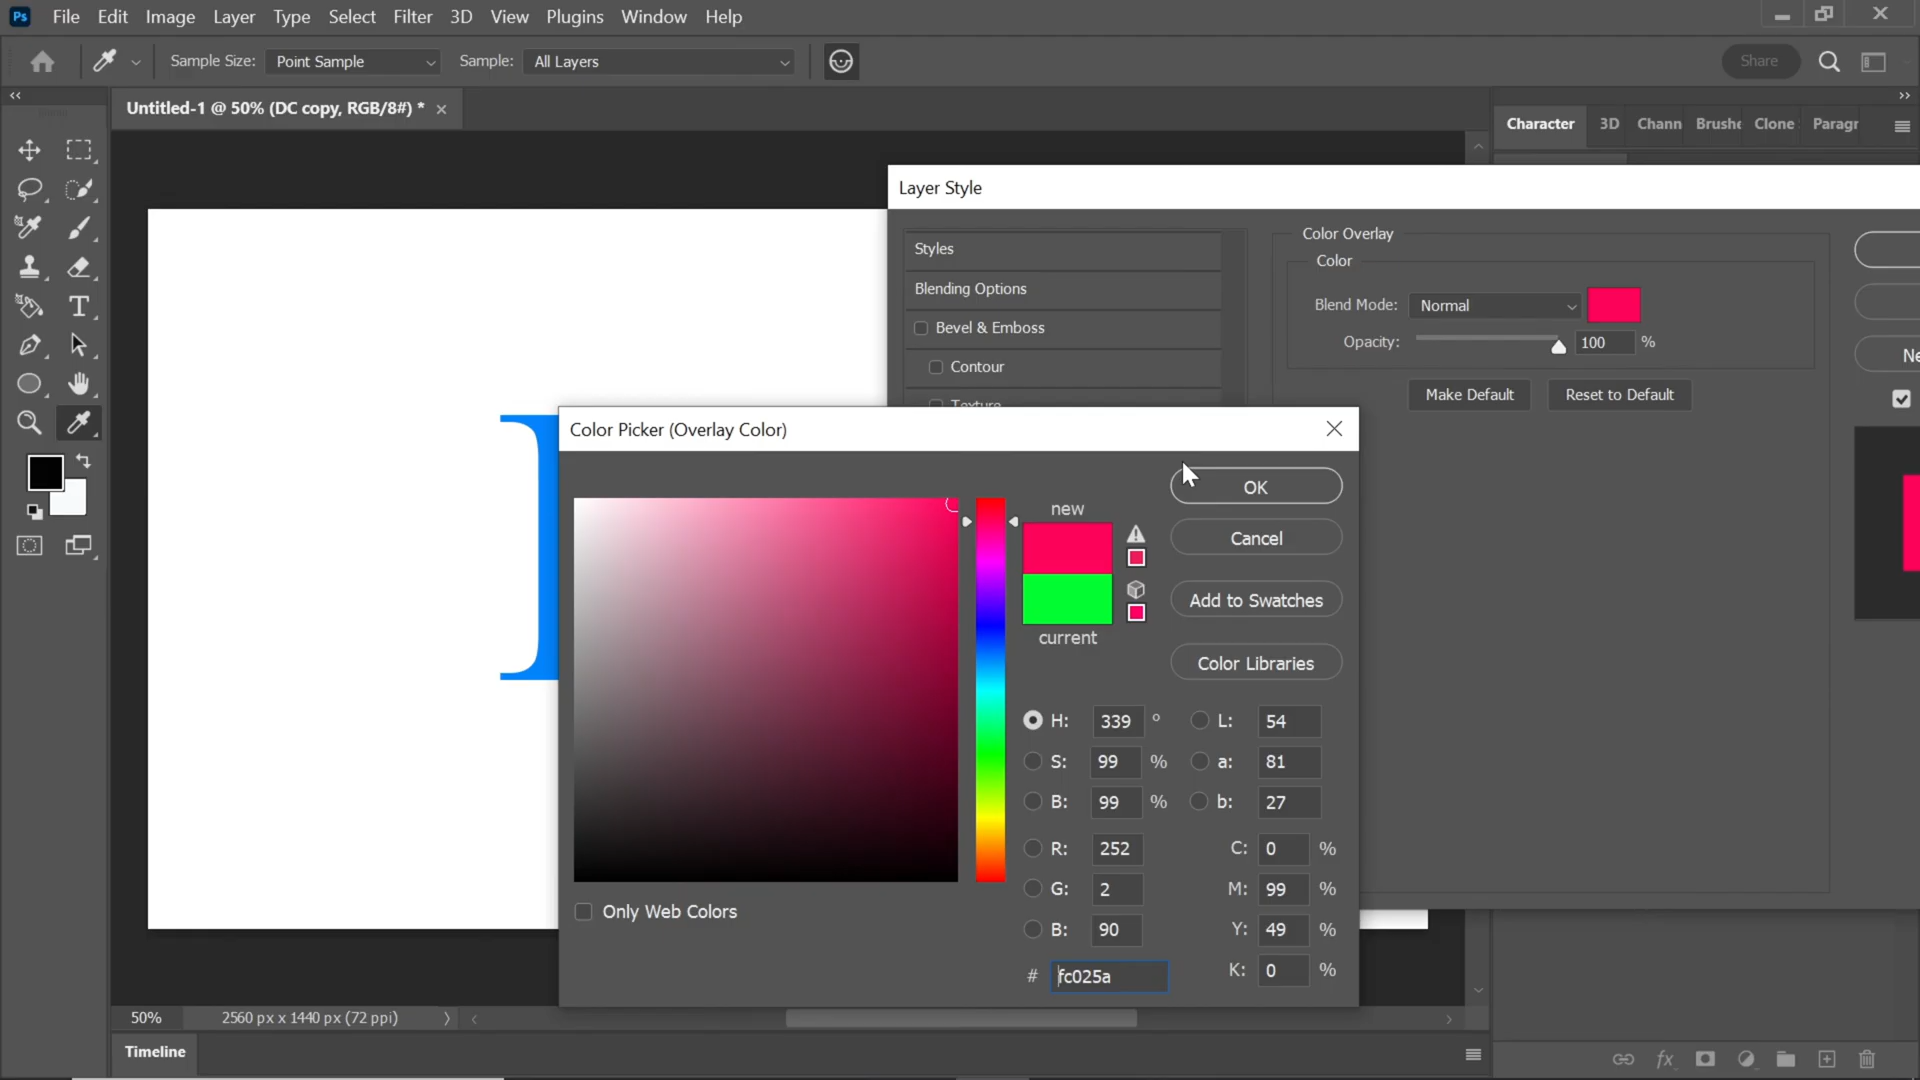 Ps File Edit Image Layer Type Select Filter 3D View Plugins Window Help
Sample Size: Point Sample Sample: All Layers Share
Untitled-1 @ 50% (DC copy, RGB/8#) *
Character 3D Chann Brushe Clone Paragr
Layer Style
Styles
Blending Options
Bevel & Emboss
Contour
Texture
Color Overlay
Color
Blend Mode: Normal
Opacity: 100 %
Make Default Reset to Default
Ne
Color Picker (Overlay Color)
new
current
OK
Cancel
Add to Swatches
Color Libraries
H: 339 ° L: 54
S: 99 % a: 81
B: 99 % b: 27
R: 252 C: 0 %
G: 2 M: 99 %
B: 90 Y: 49 %
# fc025a K: 0 %
Only Web Colors
50% 2560 px x 1440 px (72 ppi)
Timeline
fx